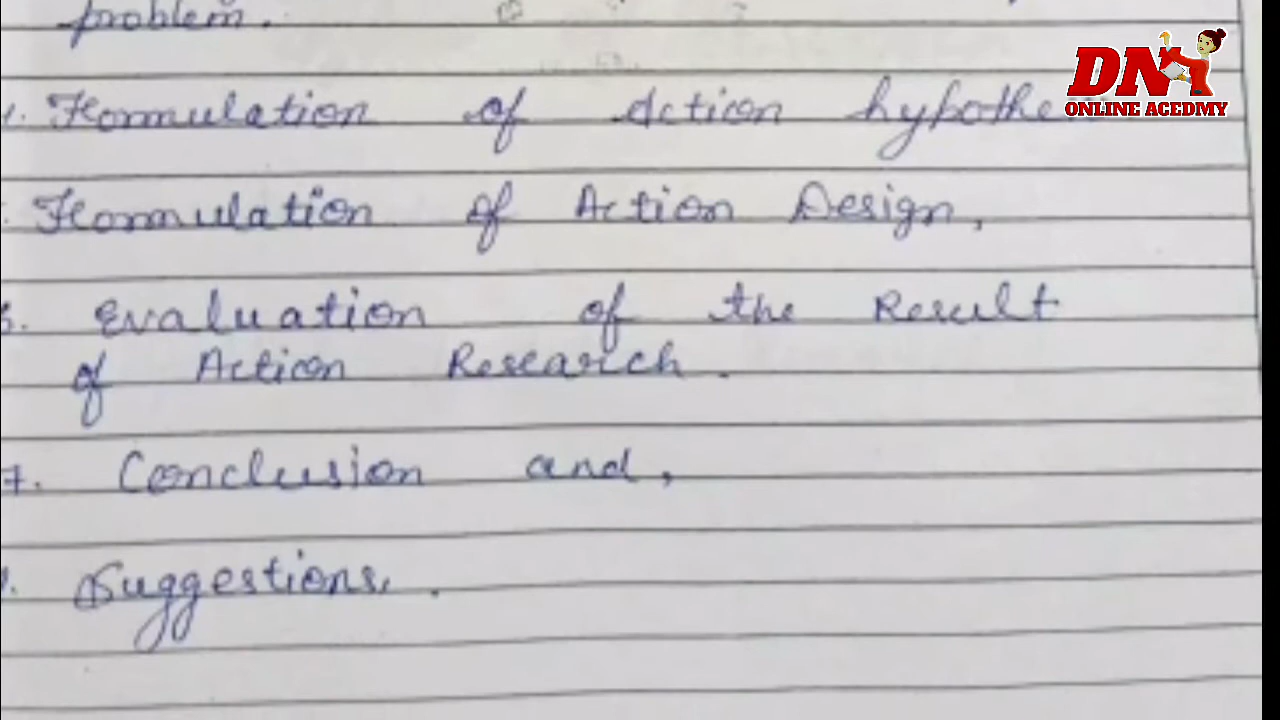 problem.
DN
ONLINE ACEDMY
Formulation of Action hypothe
Formulation of Action Design,
Evaluation of the Result
of Action Research.
7. Conclusion and,
Suggestions.